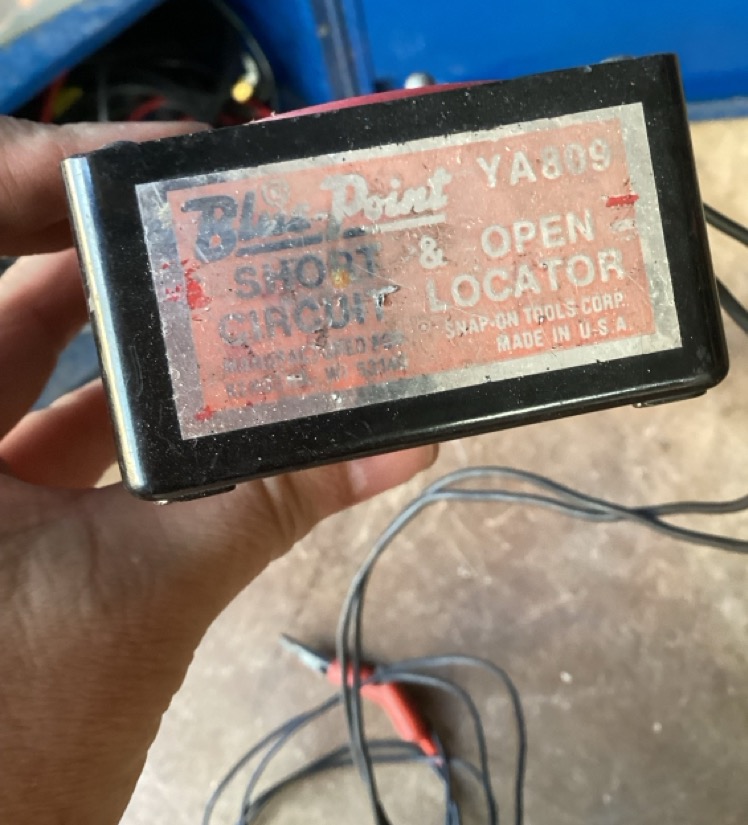 Blue-Point YA809
SHORT & OPEN
CIRCUIT LOCATOR
SNAP-ON TOOLS CORP.
MADE IN U.S.A.